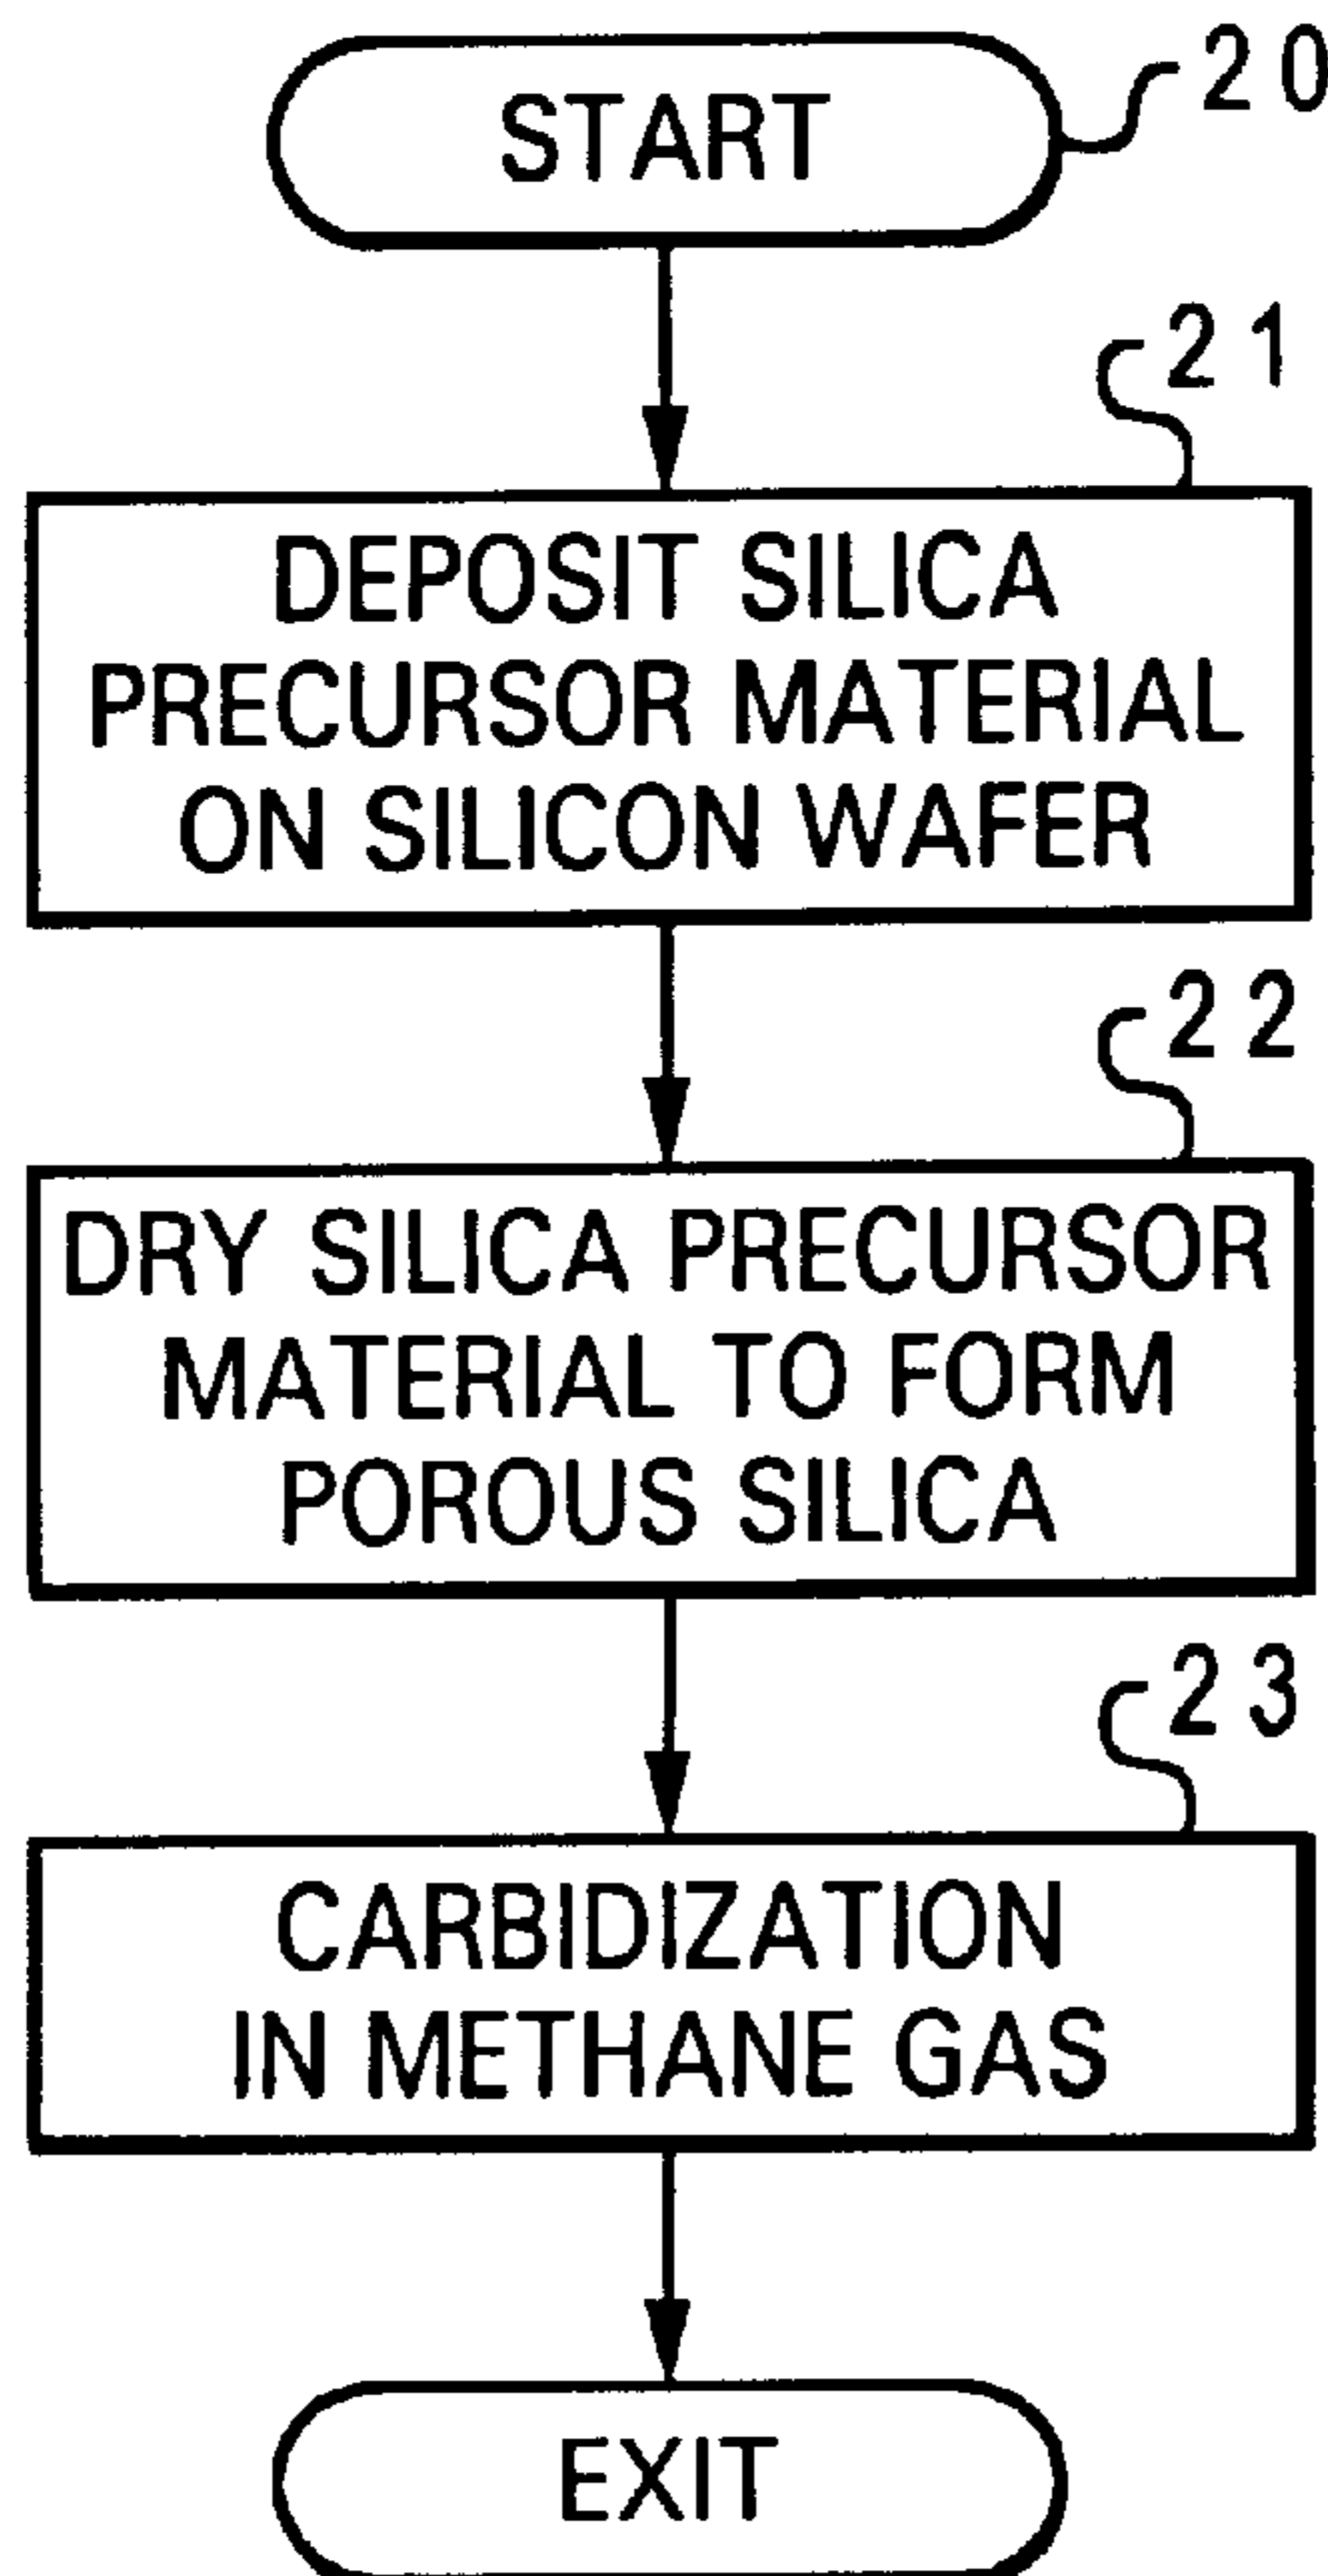 START
20
21
DEPOSIT SILICA
PRECURSOR MATERIAL
ON SILICON WAFER
22
DRY SILICA PRECURSOR
MATERIAL TO FORM
POROUS SILICA
23
CARBIDIZATION
IN METHANE GAS
EXIT